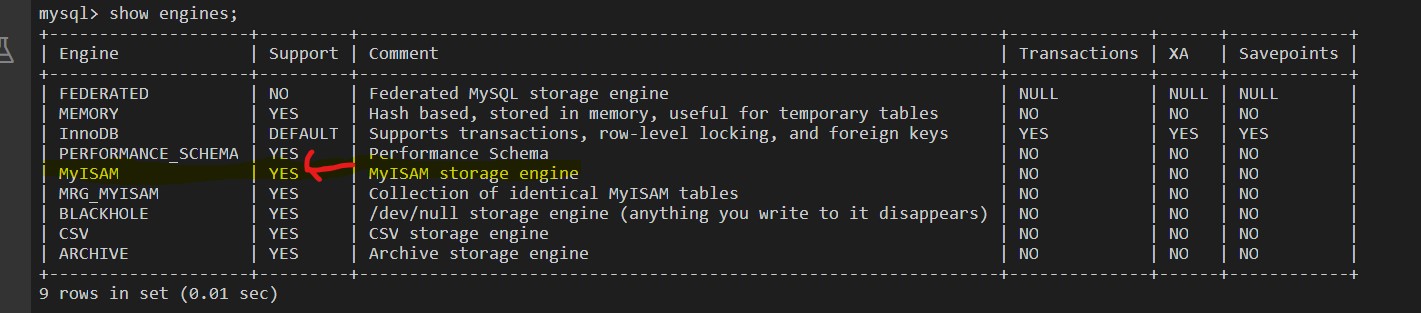 mysql> show engines;
+--------------------+---------+----------------------------------------------------------------+--------------+------+------------+
| Engine             | Support | Comment                                                        | Transactions | XA   | Savepoints |
+--------------------+---------+----------------------------------------------------------------+--------------+------+------------+
| FEDERATED          | NO      | Federated MySQL storage engine                                 | NULL         | NULL | NULL       |
| MEMORY             | YES     | Hash based, stored in memory, useful for temporary tables      | NO           | NO   | NO         |
| InnoDB             | DEFAULT | Supports transactions, row-level locking, and foreign keys     | YES          | YES  | YES        |
| PERFORMANCE_SCHEMA | YES     | Performance Schema                                             | NO           | NO   | NO         |
| MyISAM             | YES     | MyISAM storage engine                                          | NO           | NO   | NO         |
| MRG_MYISAM         | YES     | Collection of identical MyISAM tables                          | NO           | NO   | NO         |
| BLACKHOLE          | YES     | /dev/null storage engine (anything you write to it disappears) | NO           | NO   | NO         |
| CSV                | YES     | CSV storage engine                                             | NO           | NO   | NO         |
| ARCHIVE            | YES     | Archive storage engine                                         | NO           | NO   | NO         |
+--------------------+---------+----------------------------------------------------------------+--------------+------+------------+
9 rows in set (0.01 sec)